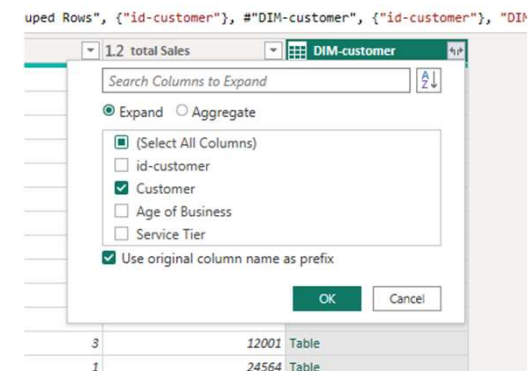 uped Rows", {"id-customer"}, #"DIM-customer", {"id-customer"}, "DIM
1.2 total Sales DIM-customer
Search Columns to Expand
Expand Aggregate
(Select All Columns)
id-customer
Customer
Age of Business
Service Tier
Use original column name as prefix
OK Cancel
3 12001 Table
1 24564 Table